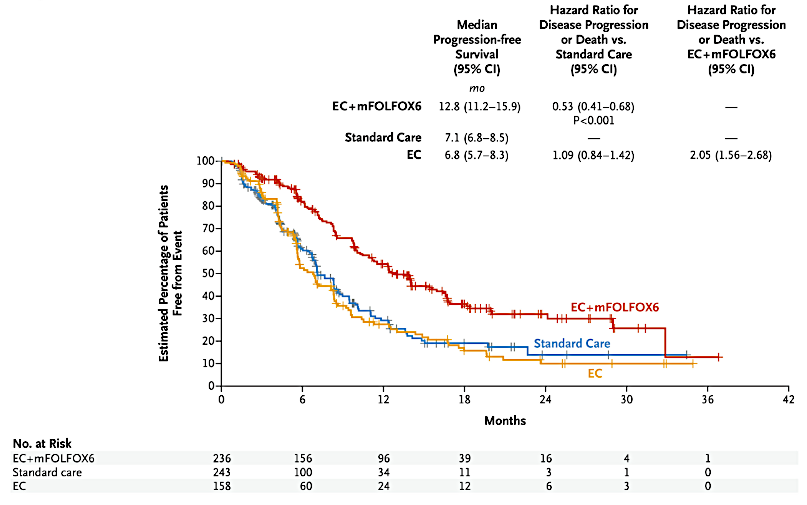 Median
Progression-free
Survival
(95% CI)
Hazard Ratio for
Disease Progression
or Death vs.
Standard Care
(95% CI)
Hazard Ratio for
Disease Progression
or Death vs.
EC+mFOLFOX6
(95% CI)
mo
EC+mFOLFOX6 12.8 (11.2–15.9) 0.53 (0.41–0.68) —
P<0.001
Standard Care 7.1 (6.8–8.5) — —
EC 6.8 (5.7–8.3) 1.09 (0.84–1.42) 2.05 (1.56–2.68)
Estimated Percentage of Patients
Free from Event
100
90
80
70
60
50
40
30
20
10
0
EC+mFOLFOX6
Standard Care
EC
0 6 12 18 24 30 36 42
Months
No. at Risk
EC+mFOLFOX6 236 156 96 39 16 4 1
Standard care 243 100 34 11 3 1 0
EC 158 60 24 12 6 3 0